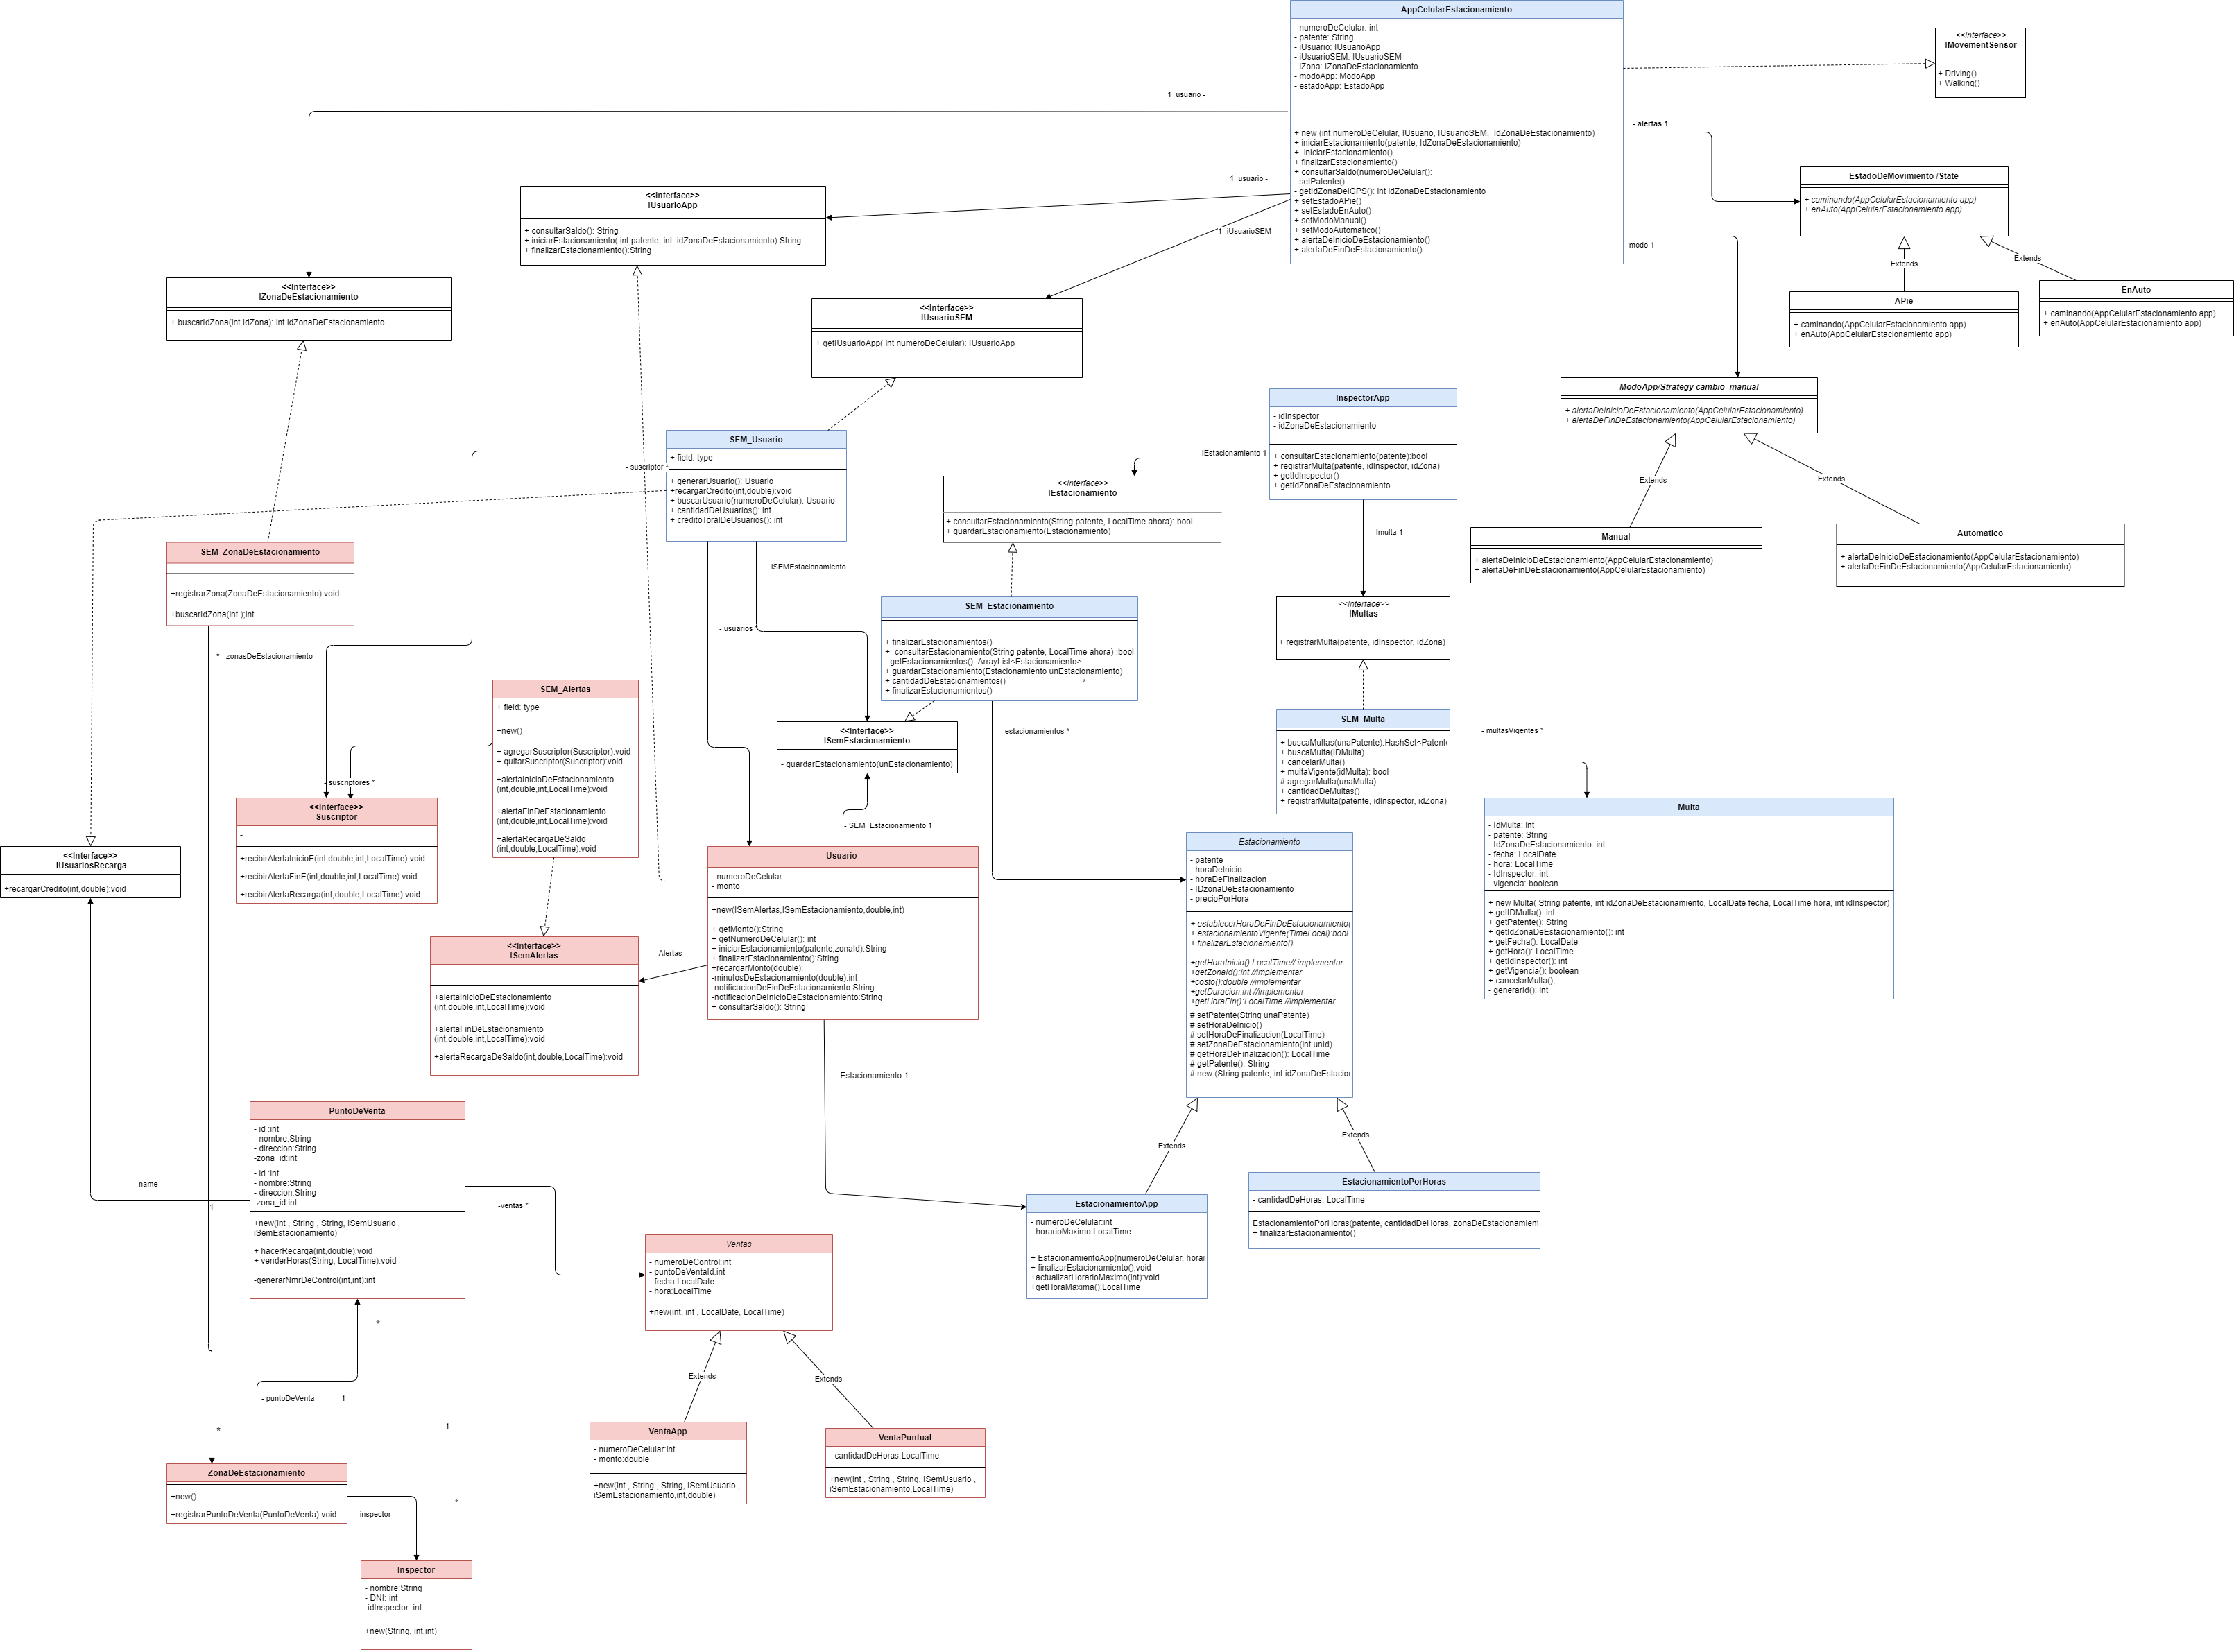 AppCelularEstacionamiento
- numeroDeCelular: int
- patente: String
- iUsuario: IUsuarioApp
- iUsuarioSEM: IUsuarioSEM
- iZona: IZonaDeEstacionamiento
- modoApp: ModoApp
- estadoApp: EstadoApp
+ new (int numeroDeCelular, IUsuario, IUsuarioSEM,  IdZonaDeEstacionamiento)
+ iniciarEstacionamiento(patente, IdZonaDeEstacionamiento)
+  iniciarEstacionamiento()
+ finalizarEstacionamiento()
+ consultarSaldo(numeroDeCelular():
- setPatente()
- getIdZonaDelGPS(): int idZonaDeEstacionamiento
+ setEstadoAPie()
+ setEstadoEnAuto()
+ setModoManual()
+ setModoAutomatico()
+ alertaDeInicioDeEstacionamiento()
+ alertaDeFinDeEstacionamiento()
<<Interface>>
IMovementSensor
+ Driving()
+ Walking()
1  usuario -
- alertas 1
1  usuario -
1 -iUsuarioSEM
- modo 1
EstadoDeMovimiento /State
+ caminando(AppCelularEstacionamiento app)
+ enAuto(AppCelularEstacionamiento app)
Extends
Extends
APie
+ caminando(AppCelularEstacionamiento app)
+ enAuto(AppCelularEstacionamiento app)
EnAuto
+ caminando(AppCelularEstacionamiento app)
+ enAuto(AppCelularEstacionamiento app)
<<Interface>>
IUsuarioApp
+ consultarSaldo(): String
+ iniciarEstacionamiento( int patente, int  idZonaDeEstacionamiento):String
+ finalizarEstacionamiento():String
<<Interface>>
IZonaDeEstacionamiento
+ buscarIdZona(int IdZona): int idZonaDeEstacionamiento
<<Interface>>
IUsuarioSEM
+ getIUsuarioApp( int numeroDeCelular): IUsuarioApp
ModoApp/Strategy cambio  manual
+ alertaDeInicioDeEstacionamiento(AppCelularEstacionamiento)
+ alertaDeFinDeEstacionamiento(AppCelularEstacionamiento)
Extends
Extends
Manual
+ alertaDeInicioDeEstacionamiento(AppCelularEstacionamiento)
+ alertaDeFinDeEstacionamiento(AppCelularEstacionamiento)
Automatico
+ alertaDeInicioDeEstacionamiento(AppCelularEstacionamiento)
+ alertaDeFinDeEstacionamiento(AppCelularEstacionamiento)
InspectorApp
- idInspector
- idZonaDeEstacionamiento
+ consultarEstacionamiento(patente):bool
+ registrarMulta(patente, idInspector, idZona)
+ getIdInspector()
+ getIdZonaDeEstacionamiento
- IEstacionamiento 1
- Imulta 1
SEM_Usuario
+ field: type
+ generarUsuario(): Usuario
+recargarCredito(int,double):void
+ buscarUsuario(numeroDeCelular): Usuario
+ cantidadDeUsuarios(): int
+ creditoToralDeUsuarios(): int
- suscriptor *
iSEMEstacionamiento
- usuarios *
<<Interface>>
IEstacionamiento
+ consultarEstacionamiento(String patente, LocalTime ahora): bool
+ guardarEstacionamiento(Estacionamiento)
SEM_ZonaDeEstacionamiento
+registrarZona(ZonaDeEstacionamiento):void
+buscarIdZona(int );int
* - zonasDeEstacionamiento
SEM_Estacionamiento
+ finalizarEstacionamientos()
+  consultarEstacionamiento(String patente, LocalTime ahora) :bool
- getEstacionamientos(): ArrayList<Estacionamiento>
+ guardarEstacionamiento(Estacionamiento unEstacionamiento)
+ cantidadDeEstacionamientos()
*
+ finalizarEstacionamientos()
- estacionamientos *
<<Interface>>
IMultas
+ registrarMulta(patente, idInspector, idZona)
SEM_Multa
+ buscaMultas(unaPatente):HashSet<Patent
+ buscaMulta(IDMulta)
+ cancelarMulta()
+ multaVigente(idMulta): bool
# agregarMulta(unaMulta)
+ cantidadDeMultas()
+ registrarMulta(patente, idInspector, idZona)
- multasVigentes *
SEM_Alertas
+ field: type
+new()
+ agregarSuscriptor(Suscriptor):void
+ quitarSuscriptor(Suscriptor):void
+alertaInicioDeEstacionamiento
(int,double,int,LocalTime):void
+alertaFinDeEstacionamiento
(int,double,int,LocalTime):void
+alertaRecargaDeSaldo
(int,double,LocalTime):void
- suscriptores *
<<Interface>>
ISemEstacionamiento
- guardarEstacionamiento(unEstacionamiento)
- SEM_Estacionamiento 1
<<Interface>>
Suscriptor
-
+recibirAlertaInicioE(int,double,int,LocalTime):void
+recibirAlertaFinE(int,double,int,LocalTime):void
+recibirAlertaRecarga(int,double,LocalTime):void
<<Interface>>
IUsuariosRecarga
+recargarCredito(int,double):void
Usuario
- numeroDeCelular
- monto
+new(ISemAlertas,ISemEstacionamiento,double,int)
+ getMonto():String
+ getNumeroDeCelular(): int
+ iniciarEstacionamiento(patente,zonaId):String
+ finalizarEstacionamiento():String
+recargarMonto(double):
-minutosDeEstacionamiento(double):int
-notificacionDeFinDeEstacionamiento:String
-notificacionDeInicioDeEstacionamiento:String
+ consultarSaldo(): String
Alertas
- Estacionamiento 1
<<Interface>>
ISemAlertas
-
+alertaInicioDeEstacionamiento
(int,double,int,LocalTime):void
+alertaFinDeEstacionamiento
(int,double,int,LocalTime):void
+alertaRecargaDeSaldo(int,double,LocalTime):void
Estacionamiento
- patente
- horaDeInicio
- horaDeFinalizacion
- IDzonaDeEstacionamiento
- precioPorHora
+ establecerHoraDeFinDeEstacionamiento(
+ estacionamientoVigente(TimeLocal):bool
+ finalizarEstacionamiento()
+getHoraInicio():LocalTime// implementar
+getZonaId():int //implementar
+costo():double //implementar
+getDuracion:int //implementar
+getHoraFin():LocalTime //implementar
# setPatente(String unaPatente)
# setHoraDeInicio()
# setHoraDeFinalizacion(LocalTime)
# setZonaDeEstacionamiento(int unId)
# getHoraDeFinalizacion(): LocalTime
# getPatente(): String
# new (String patente, int idZonaDeEstacio
Multa
- IdMulta: int
- patente: String
- IdZonaDeEstacionamiento: int
- fecha: LocalDate
- hora: LocalTime
- IdInspector: int
- vigencia: boolean
+ new Multa( String patente, int idZonaDeEstacionamiento, LocalDate fecha, LocalTime hora, int idInspector)
+ getIDMulta(): int
+ getPatente(): String
+ getIdZonaDeEstacionamiento(): int
+ getFecha(): LocalDate
+ getHora(): LocalTime
+ getIdInspector(): int
+ getVigencia(): boolean
+ cancelarMulta();
- generarId(): int
Extends
Extends
EstacionamientoApp
- numeroDeCelular:int
- horarioMaximo:LocalTime
+ EstacionamientoApp(numeroDeCelular, hora
+ finalizarEstacionamiento():void
+actualizarHorarioMaximo(int):void
+getHoraMaxima():LocalTime
EstacionamientoPorHoras
- cantidadDeHoras: LocalTime
EstacionamientoPorHoras(patente, cantidadDeHoras, zonaDeEstacionamien
+ finalizarEstacionamiento()
PuntoDeVenta
- id :int
- nombre:String
- direccion:String
-zona_id:int
- id :int
- nombre:String
- direccion:String
-zona_id:int
+new(int , String , String, ISemUsuario ,
iSemEstacionamiento)
+ hacerRecarga(int,double):void
+ venderHoras(String, LocalTime):void
-generarNmrDeControl(int,int):int
name
1
-ventas *
Ventas
- numeroDeControl:int
- puntoDeVentaId.int
- fecha:LocalDate
- hora:LocalTime
+new(int, int , LocalDate, LocalTime)
Extends
Extends
VentaApp
- numeroDeCelular:int
- monto:double
+new(int , String , String, ISemUsuario ,
iSemEstacionamiento,int,double)
VentaPuntual
- cantidadDeHoras:LocalTime
+new(int , String , String, ISemUsuario ,
iSemEstacionamiento,LocalTime)
*
- puntoDeVenta
1
1
*
ZonaDeEstacionamiento
+new()
+registrarPuntoDeVenta(PuntoDeVenta):void
- inspector
*
Inspector
- nombre:String
- DNI: int
-idInspector::int
+new(String, int,int)